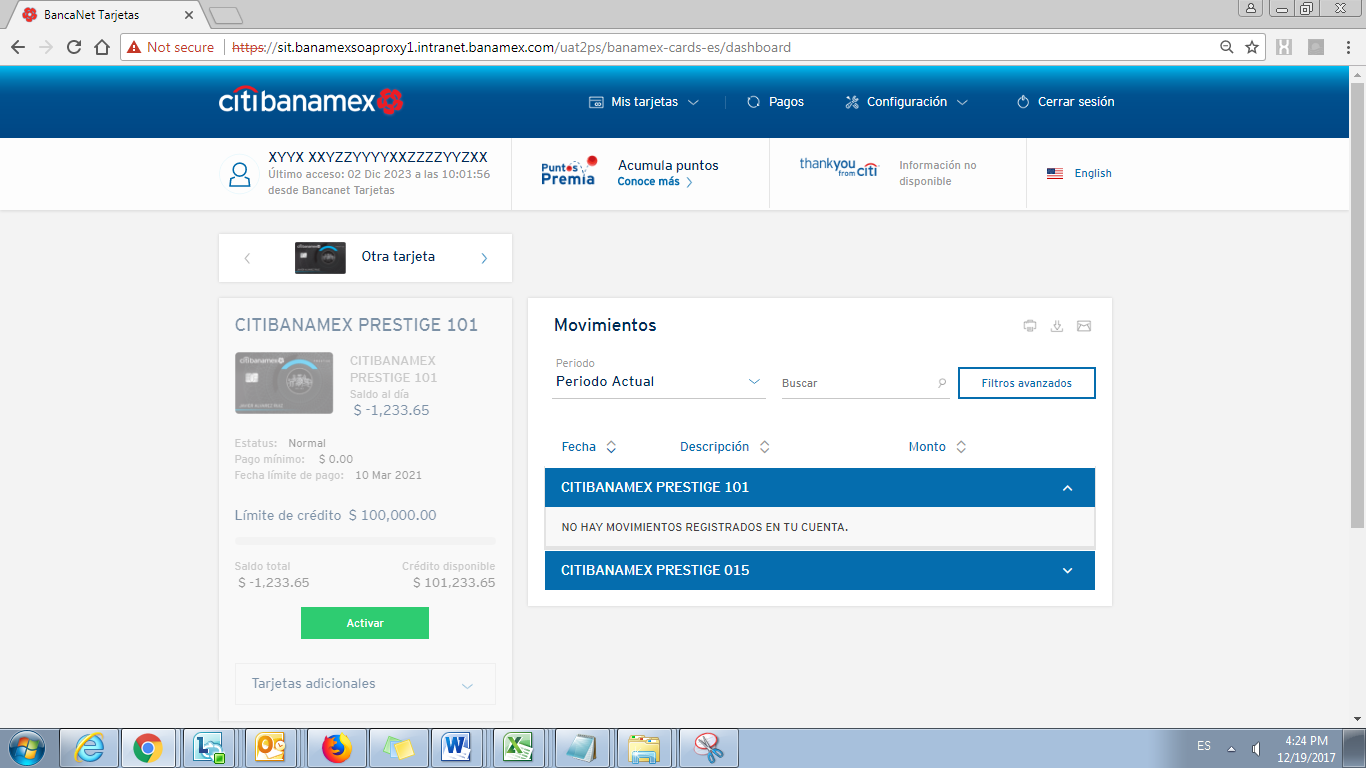 BancaNet Tarjetas
Not secure
https://sit.banamexsoaproxy1.intranet.banamex.com/uat2ps/banamex-cards-es/dashboard
citibanamex
Mis tarjetas
Pagos
Configuración
Cerrar sesión
XYYX XXYZZYYYYXXZZZZYYZXX
Último acceso: 02 Dic 2023 a las 10:01:56
desde Bancanet Tarjetas
Puntos
Premia
Acumula puntos
Conoce más
thankyou
from citi
Información no
disponible
English
Otra tarjeta
CITIBANAMEX PRESTIGE 101
CITIBANAMEX
PRESTIGE 101
Saldo al día
$ -1,233.65
Estatus: Normal
Pago mínimo: $ 0.00
Fecha límite de pago: 10 Mar 2021
Límite de crédito $ 100,000.00
Saldo total
Crédito disponible
$ -1,233.65
$ 101,233.65
Activar
Tarjetas adicionales
Movimientos
Periodo
Periodo Actual
Buscar
Filtros avanzados
Fecha
Descripción
Monto
CITIBANAMEX PRESTIGE 101
NO HAY MOVIMIENTOS REGISTRADOS EN TU CUENTA.
CITIBANAMEX PRESTIGE 015
ES
4:24 PM
12/19/2017